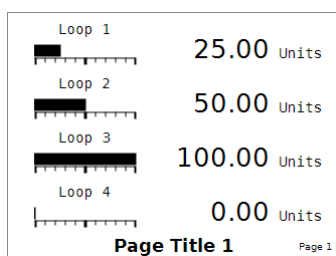 Loop 1
25.00 Units
Loop 2
50.00 Units
Loop 3
100.00 Units
Loop 4
0.00 Units
Page Title 1
Page 1